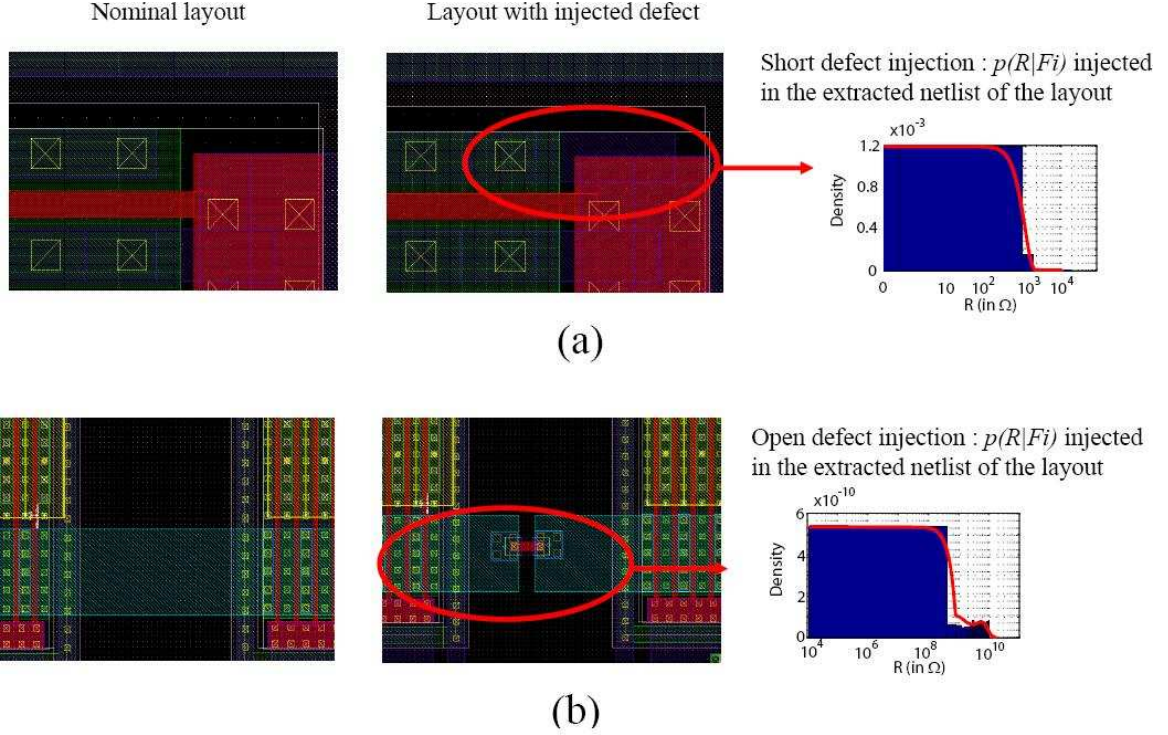 Nominal layout
Layout with injected defect
Short defect injection : p(R|Fi) injected
in the extracted netlist of the layout
x10-3
1.2
0.8
0.4
0
Density
0 10 10² 10³ 10⁴
R (in Ω)
(a)
Open defect injection : p(R|Fi) injected
in the extracted netlist of the layout
x10-10
6
4
2
0
Density
10⁴ 10⁶ 10⁸ 10¹⁰
R (in Ω)
(b)